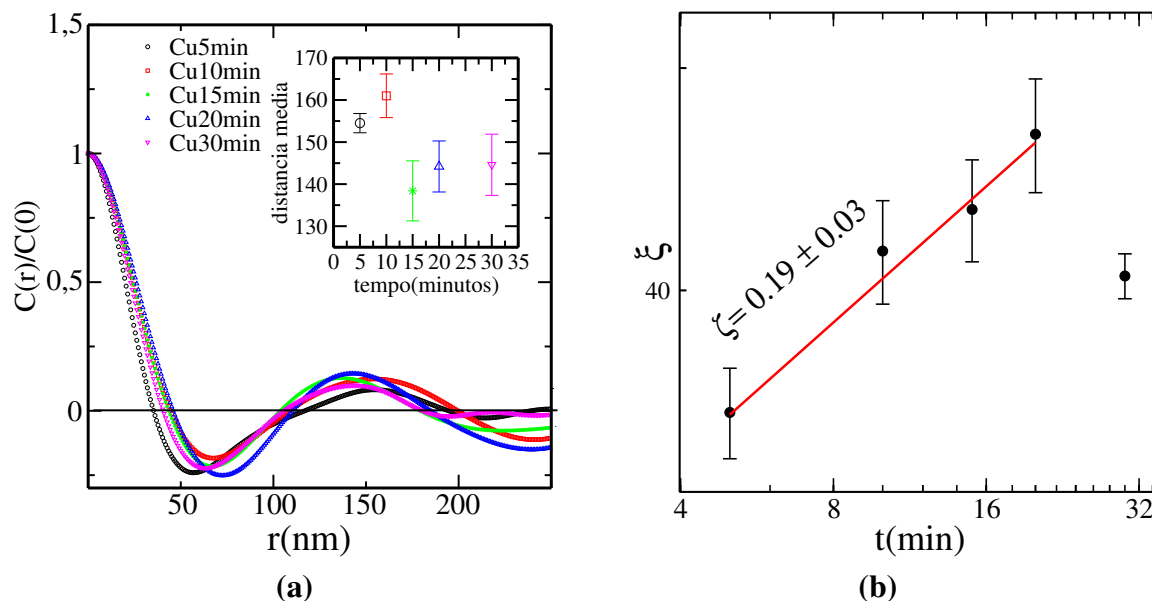 1,5
1
0,5
0
C(r)/C(0)
Cu5min
Cu10min
Cu15min
Cu20min
Cu30min
170
160
150
140
130
distancia media
0 5 10 15 20 25 30 35
tempo(minutos)
50 100 150 200
r(nm)
(a)
ξ
40
ζ= 0.19 ± 0.03
4 8 16 32
t(min)
(b)